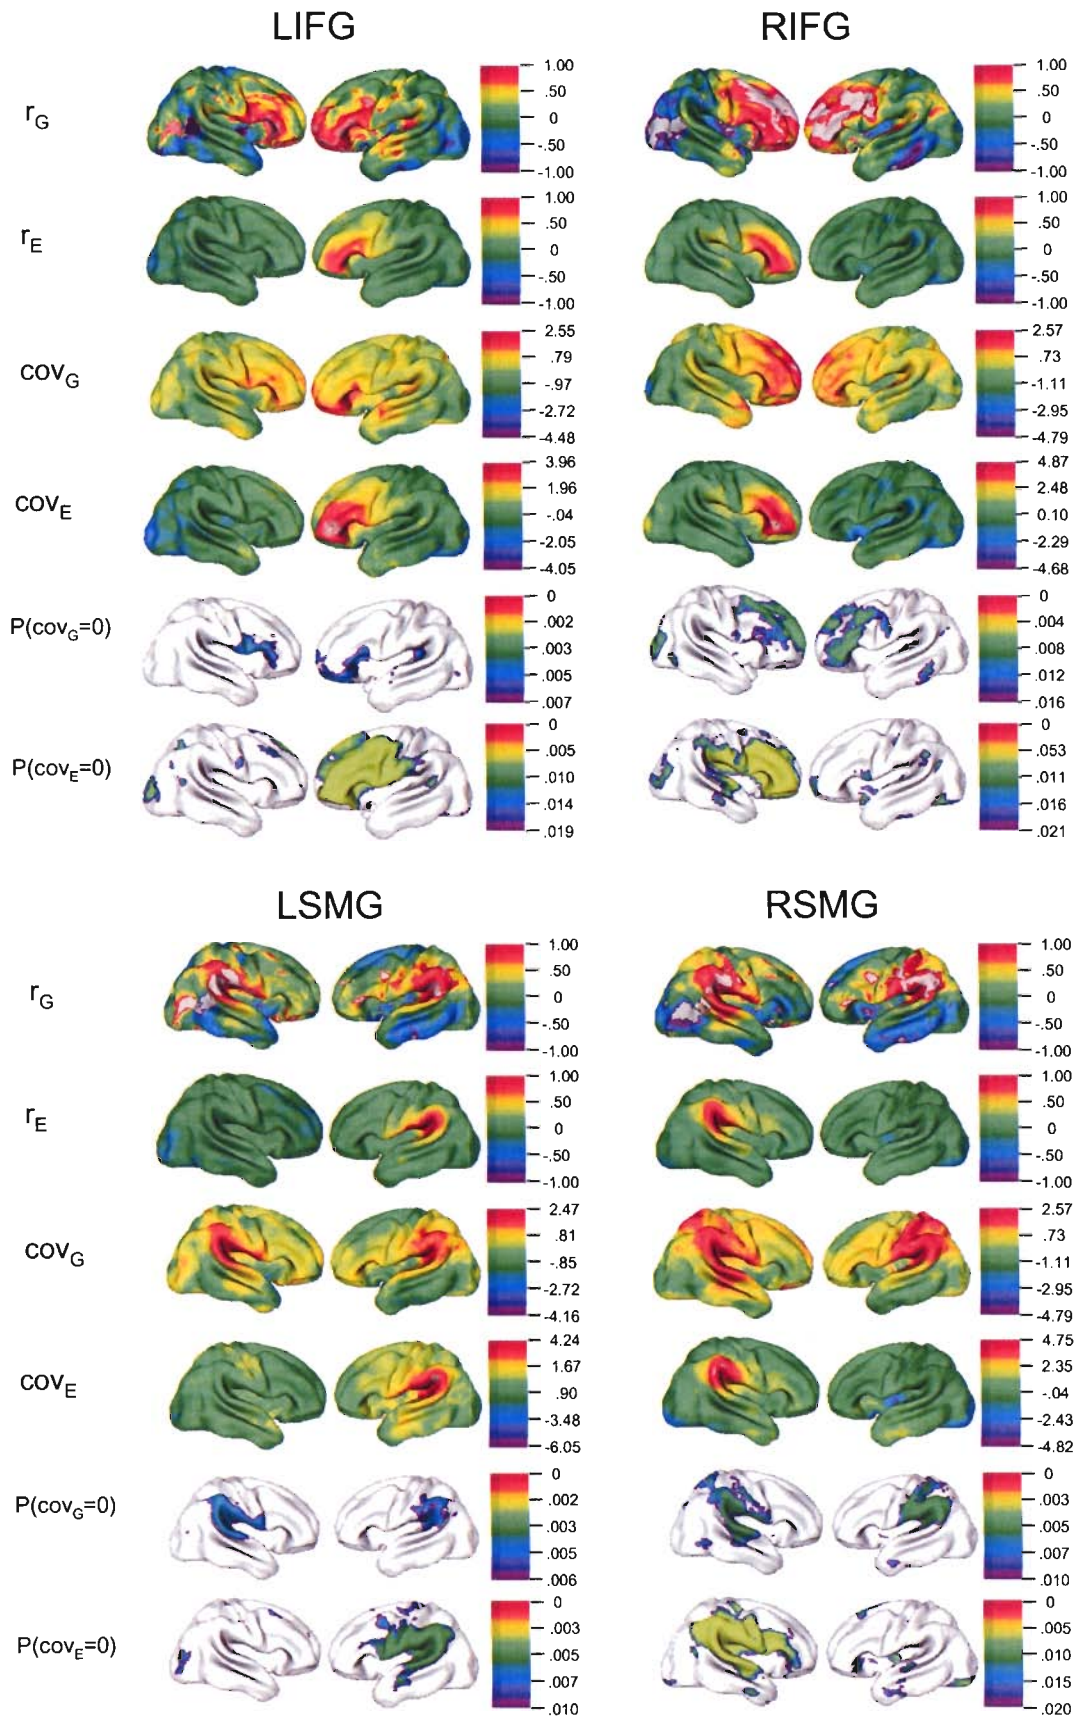 LIFG RIFG
rG 1.00 .50 0 -.50 -1.00 1.00 .50 0 -.50 -1.00
rE 1.00 .50 0 -.50 -1.00 1.00 .50 0 -.50 -1.00
covG 2.55 .79 -.97 -2.72 -4.48 2.57 .73 -1.11 -2.95 -4.79
covE 3.96 1.96 -.04 -2.05 -4.05 4.87 2.48 0.10 -2.29 -4.68
P(covG=0) 0 .002 .003 .005 .007 0 .004 .008 .012 .016
P(covE=0) 0 .005 .010 .014 .019 0 .053 .011 .016 .021
LSMG RSMG
rG 1.00 .50 0 -.50 -1.00 1.00 .50 0 -.50 -1.00
rE 1.00 .50 0 -.50 -1.00 1.00 .50 0 -.50 -1.00
covG 2.47 .81 -.85 -2.72 -4.16 2.57 .73 -1.11 -2.95 -4.79
covE 4.24 1.67 .90 -3.48 -6.05 4.75 2.35 -.04 -2.43 -4.82
P(covG=0) 0 .002 .003 .005 .006 0 .003 .005 .007 .010
P(covE=0) 0 .003 .005 .007 .010 0 .005 .010 .015 .020